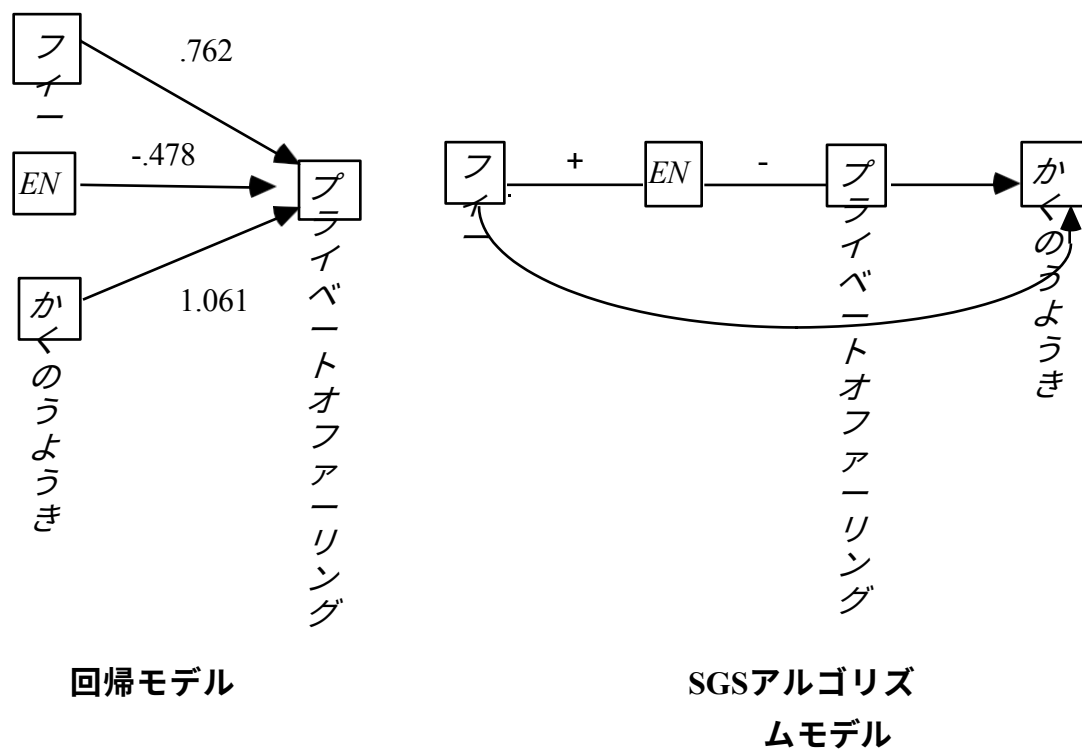 フィー
.762
EN
-.478
かくのうようき
1.061
プライベートオファーリング
回帰モデル
フィー
+
EN
-
プライベートオファーリング
かくのうようき
SGSアルゴリズ
ムモデル